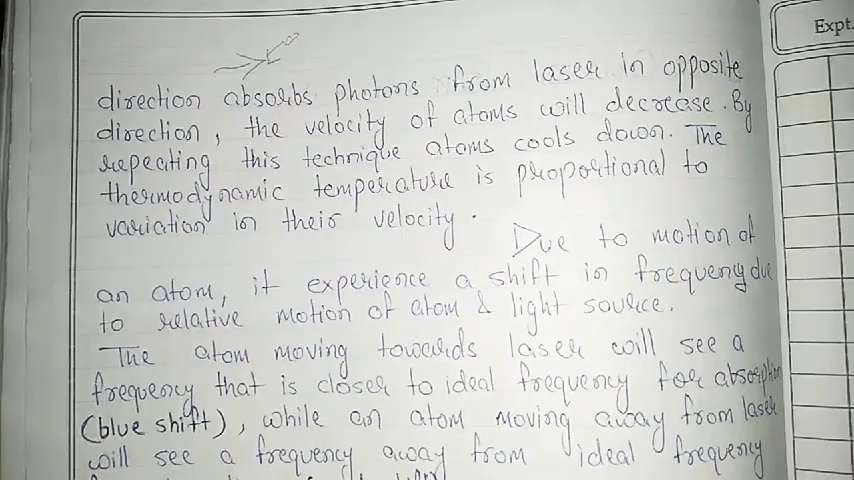 Expt.
direction absorbs photons from laser in opposite
direction, the velocity of atoms will decrease. By
repeating this technique atoms cools down. The
thermodynamic temperature is propotional to
variation in their velocity.
Due to motion of
an atom, it experience a shift in frequency due
to relative motion of atom & light source.
The atom moving towards laser will see a
frequency that is closer to ideal frequency for absorption
(blue shift), while an atom moving away from laser
will see a frequency away from ideal frequency